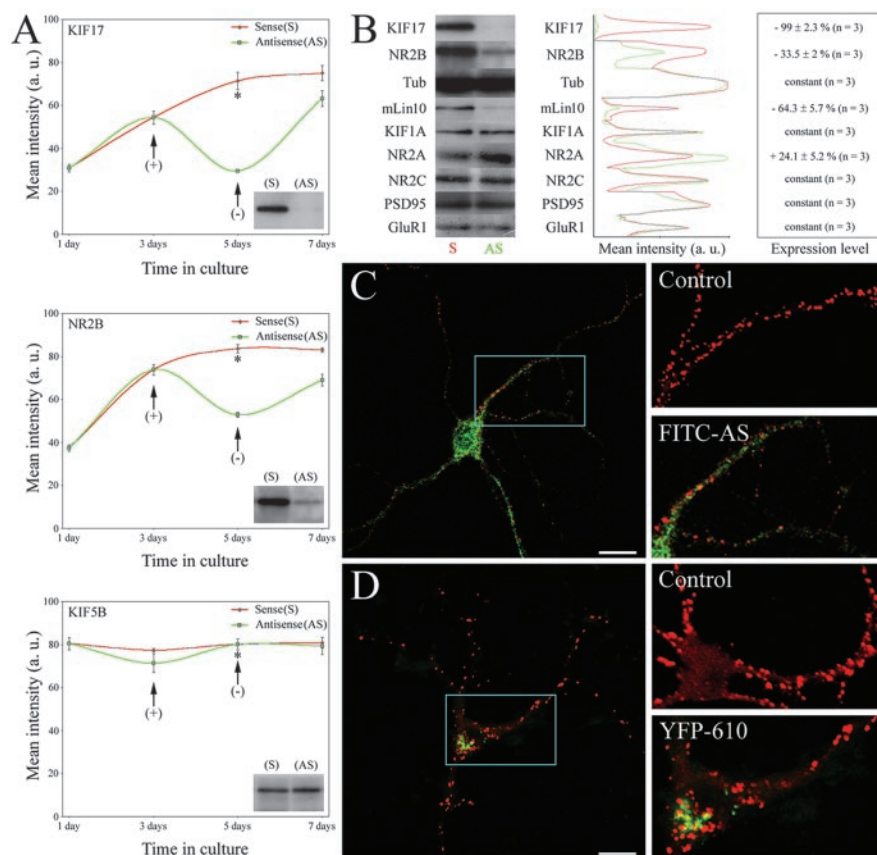 A
KIF17
Sense(S)
Antisense(AS)
Mean intensity (a. u.)
100
80
60
40
20
0
*
(+)
(-)
(S) (AS)
1 day 3 days 5 days 7 days
Time in culture
NR2B
Sense(S)
Antisense(AS)
Mean intensity (a. u.)
100
80
60
40
20
0
*
(+)
(-)
(S) (AS)
1 day 3 days 5 days 7 days
Time in culture
KIF5B
Sense(S)
Antisense(AS)
Mean intensity (a. u.)
100
80
60
40
20
0
*
(+)
(-)
(S) (AS)
1 day 3 days 5 days 7 days
Time in culture
B
KIF17
NR2B
Tub
mLin10
KIF1A
NR2A
NR2C
PSD95
GluR1
S AS
KIF17
NR2B
Tub
mLin10
KIF1A
NR2A
NR2C
PSD95
GluR1
Mean intensity (a. u.)
- 99 ± 2.3 % (n = 3)
- 33.5 ± 2 % (n = 3)
constant (n = 3)
- 64.3 ± 5.7 % (n = 3)
constant (n = 3)
+ 24.1 ± 5.2 % (n = 3)
constant (n = 3)
constant (n = 3)
constant (n = 3)
Expression level
C
Control
FITC-AS
D
Control
YFP-610